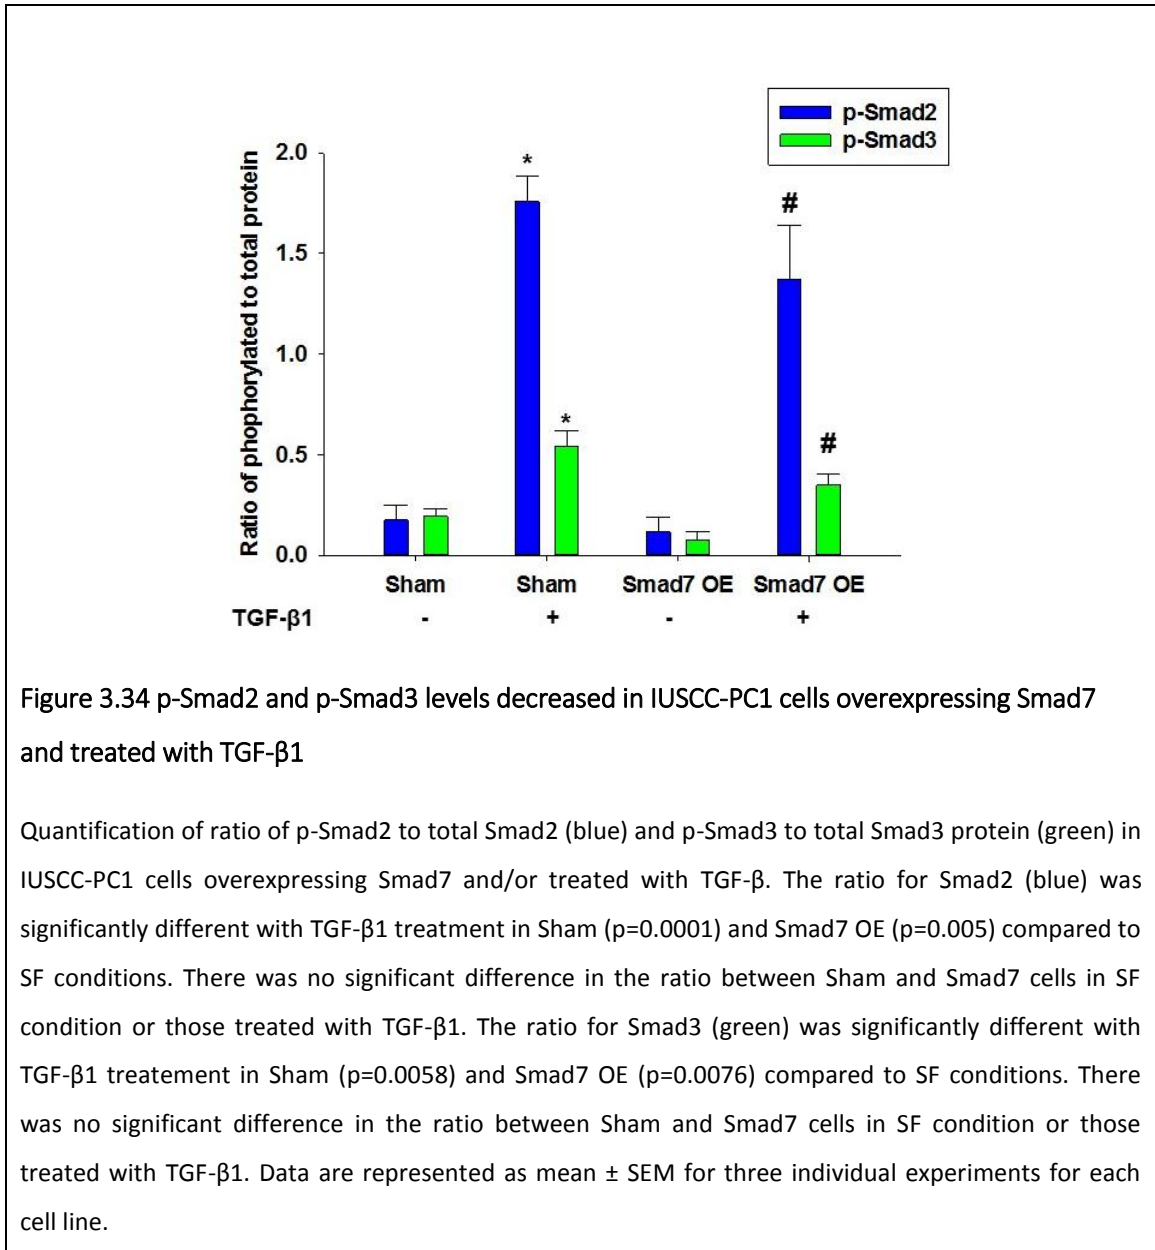 p-Smad2
p-Smad3
Ratio of phophorylated to total protein
2.0
1.5
1.0
0.5
0.0
*
*
#
#
Sham Sham Smad7 OE Smad7 OE
TGF-β1 - + - +
Figure 3.34 p-Smad2 and p-Smad3 levels decreased in IUSCC-PC1 cells overexpressing Smad7
and treated with TGF-β1
Quantification of ratio of p-Smad2 to total Smad2 (blue) and p-Smad3 to total Smad3 protein (green) in
IUSCC-PC1 cells overexpressing Smad7 and/or treated with TGF-β. The ratio for Smad2 (blue) was
significantly different with TGF-β1 treatment in Sham (p=0.0001) and Smad7 OE (p=0.005) compared to
SF conditions. There was no significant difference in the ratio between Sham and Smad7 cells in SF
condition or those treated with TGF-β1. The ratio for Smad3 (green) was significantly different with
TGF-β1 treatement in Sham (p=0.0058) and Smad7 OE (p=0.0076) compared to SF conditions. There
was no significant difference in the ratio between Sham and Smad7 cells in SF condition or those
treated with TGF-β1. Data are represented as mean ± SEM for three individual experiments for each
cell line.